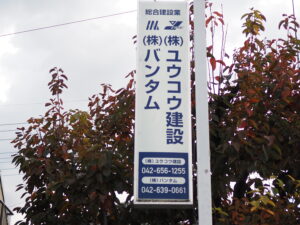 総合建設業
(株)ユウコウ建設
(株)バンタム
(株)ユウコウ建設
042-656-1255
(株)バンタム
042-639-0661